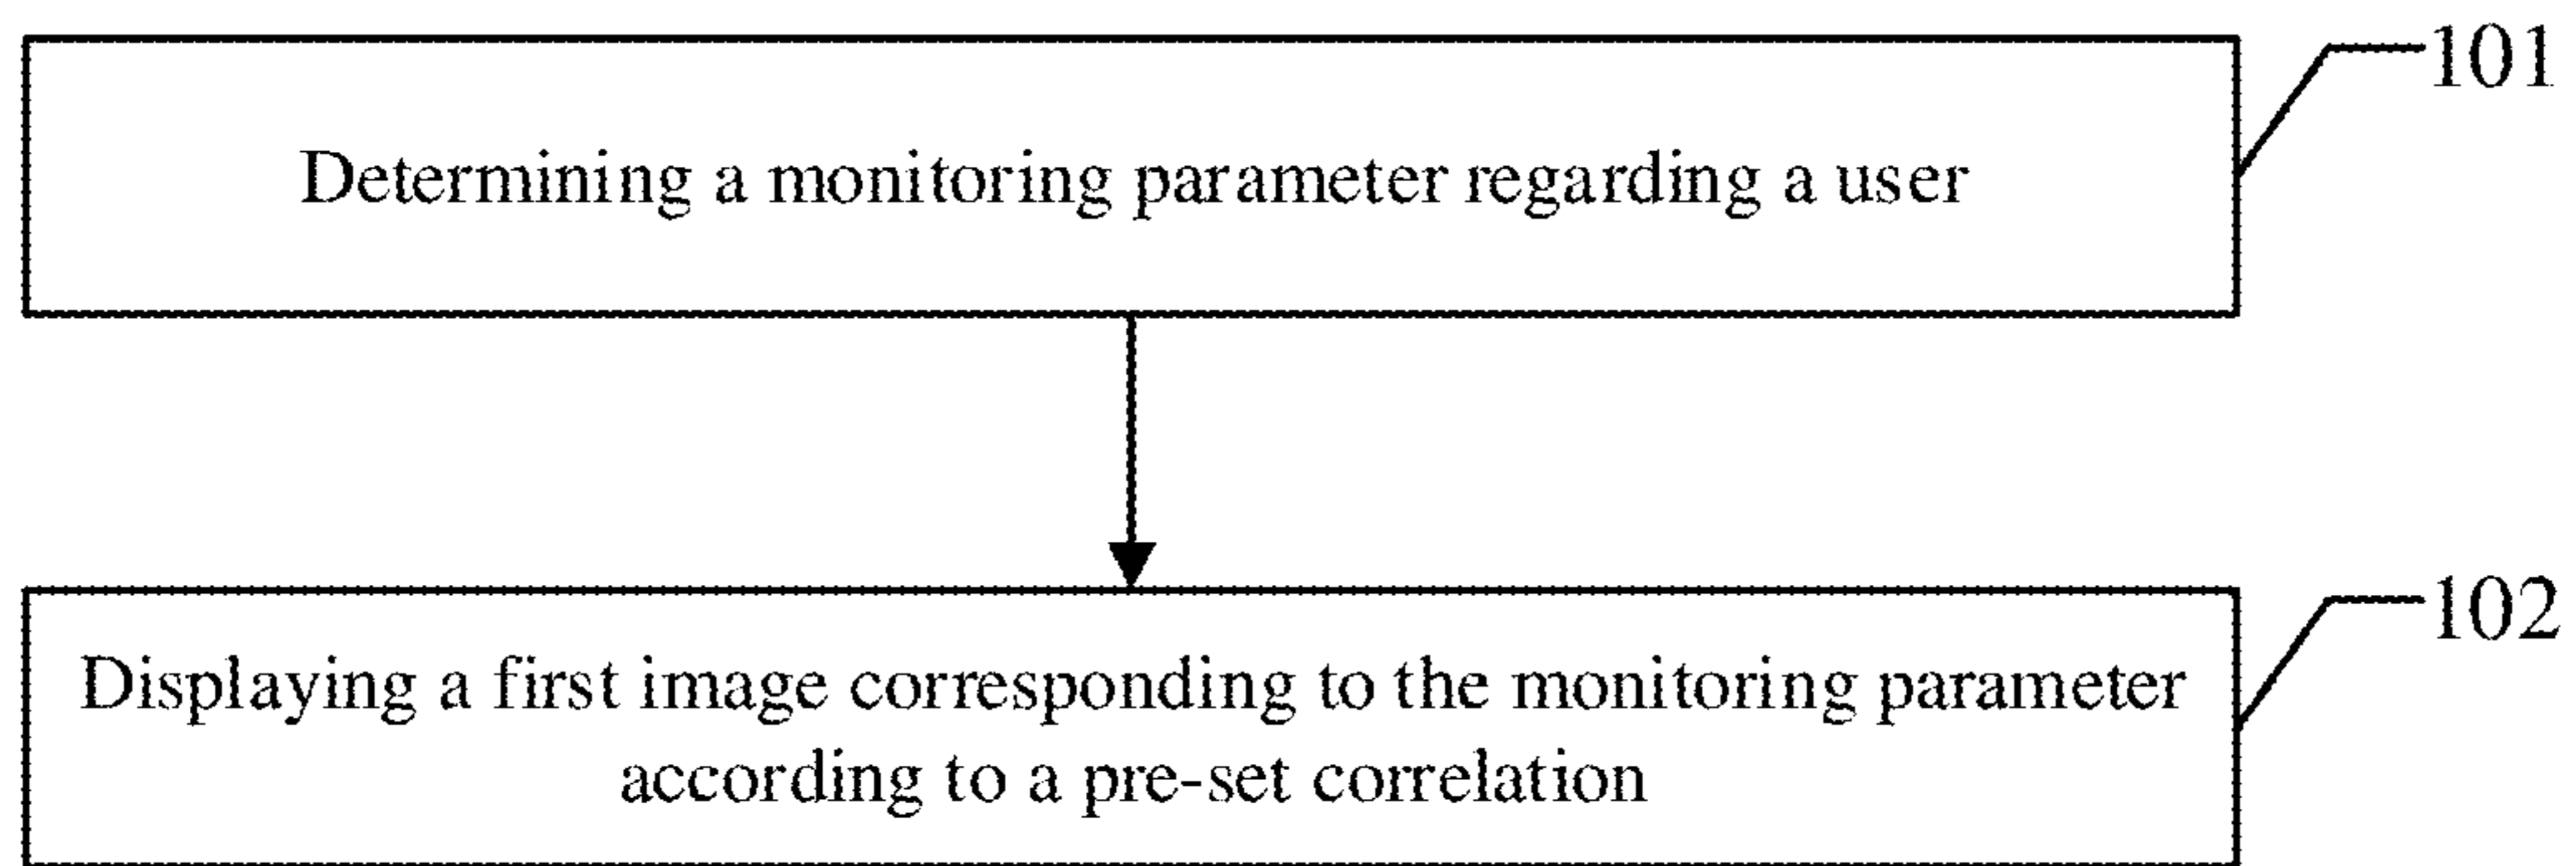 101
Determining a monitoring parameter regarding a user
102
Displaying a first image corresponding to the monitoring parameter
according to a pre-set correlation